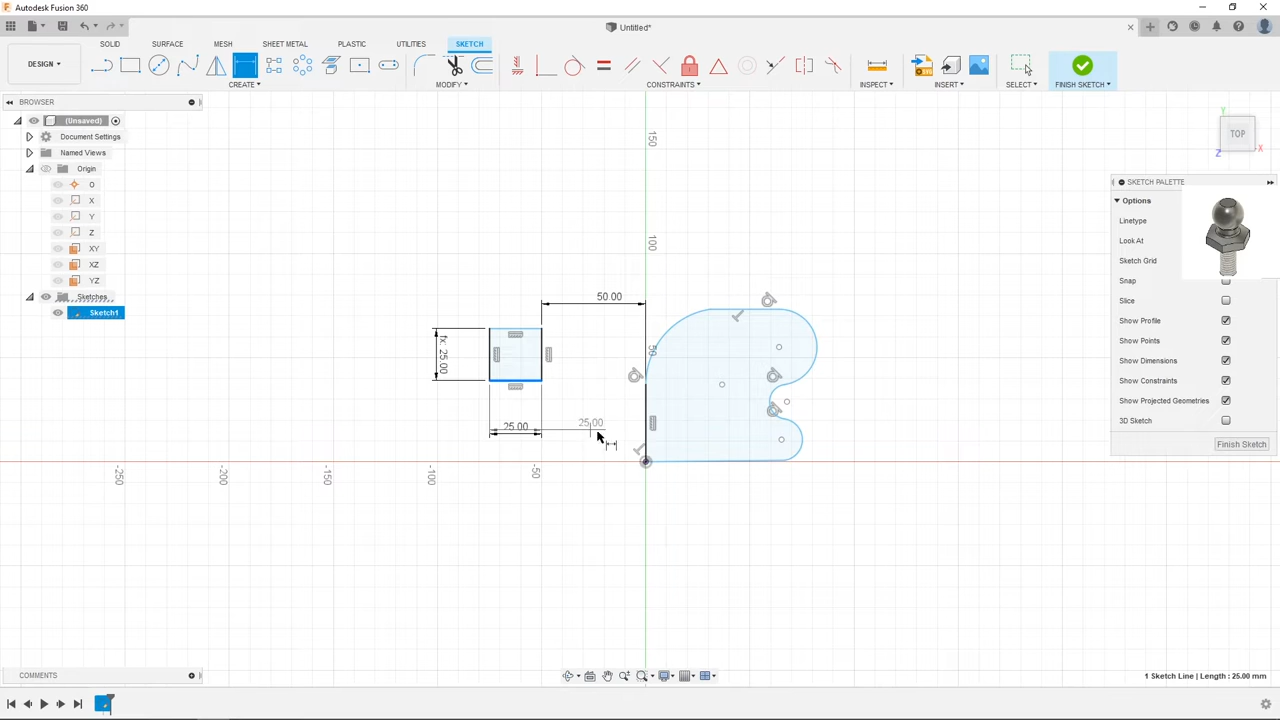 Autodesk Fusion 360
Untitled*
SOLID SURFACE MESH SHEET METAL PLASTIC UTILITIES SKETCH
DESIGN
CREATE MODIFY CONSTRAINTS INSPECT INSERT SELECT FINISH SKETCH
BROWSER
(Unsaved)
Document Settings
Named Views
Origin
O
X
Y
Z
XY
XZ
YZ
Sketches
Sketch1
150
100
50
50.00
fx: 25.00
25.00
25.00
-250
-200
-150
-100
-50
TOP
Y
X
Z
SKETCH PALETTE
Options
Linetype
Look At
Sketch Grid
Snap
Slice
Show Profile
Show Points
Show Dimensions
Show Constraints
Show Projected Geometries
3D Sketch
Finish Sketch
COMMENTS
1 Sketch Line | Length : 25.00 mm